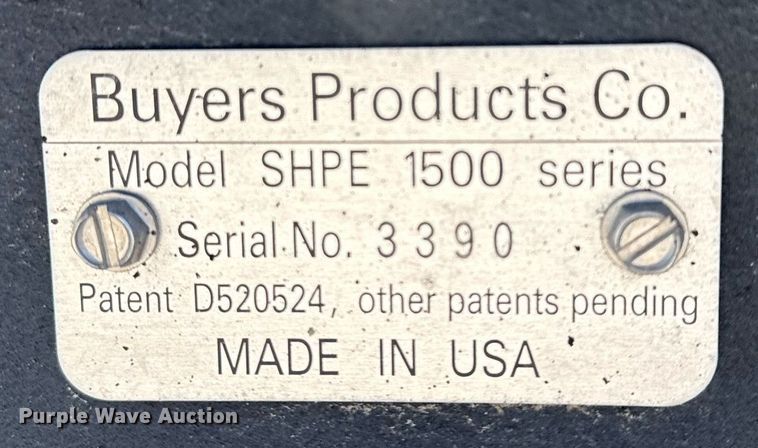 Buyers Products Co.
Model SHPE 1500 series
Serial No. 3390
Patent D520524, other patents pending
MADE IN USA
Purple Wave Auction